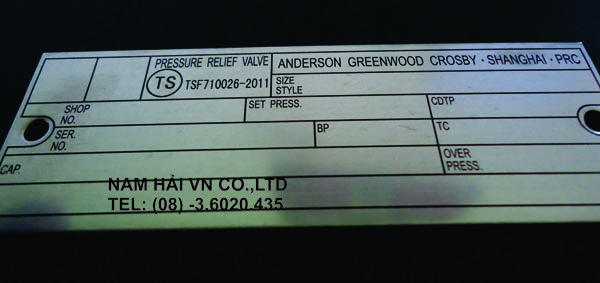 PRESSURE RELIEF VALVE
TS TSF710026-2011
ANDERSON GREENWOOD CROSBY · SHANGHAI · PRC
SIZE
STYLE
SHOP
NO.
SET PRESS.
CDTP
SER.
NO.
BP
TC
CAP.
OVER
PRESS.
NAM HẢI VN CO.,LTD
TEL: (08) -3.6020.435